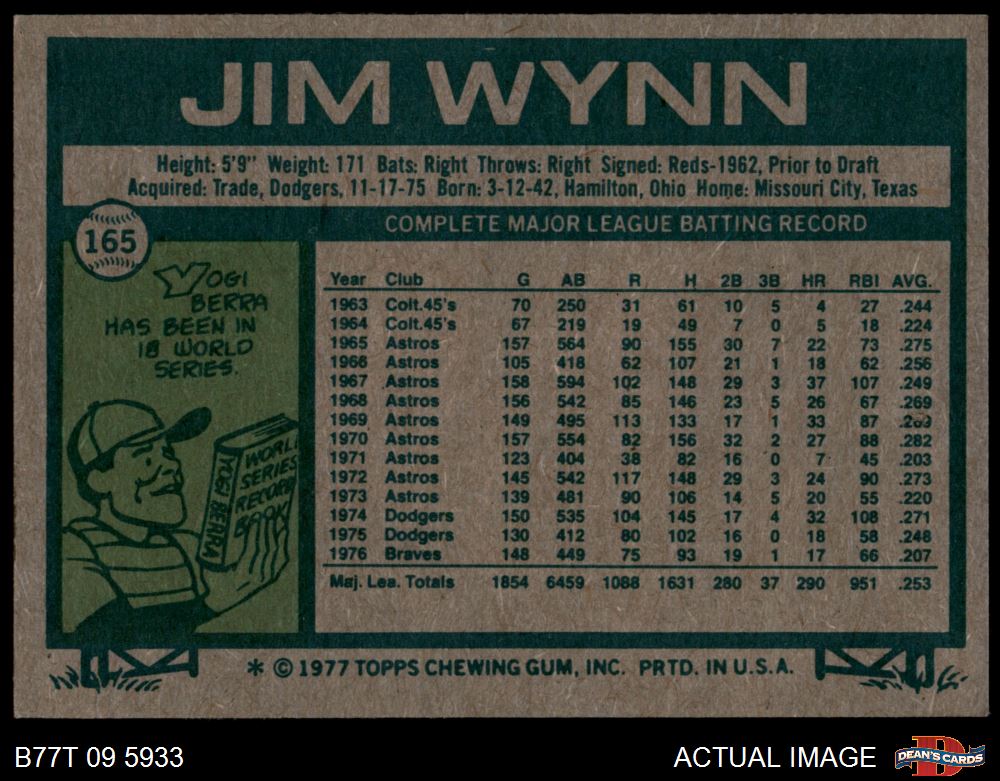 JIM WYNN
Height: 5'9" Weight: 171 Bats: Right Throws: Right Signed: Reds-1962, Prior to Draft
Acquired: Trade, Dodgers, 11-17-75 Born: 3-12-42, Hamilton, Ohio Home: Missouri City, Texas
165
YOGI
BERRA
HAS BEEN IN
18 WORLD
SERIES.
YOGI BERRA
WORLD
SERIES
RECORD
BOOK
COMPLETE MAJOR LEAGUE BATTING RECORD
Year Club G AB R H 2B 3B HR RBI AVG.
1963 Colt.45's 70 250 31 61 10 5 4 27 .244
1964 Colt.45's 67 219 19 49 7 0 5 18 .224
1965 Astros 157 564 90 155 30 7 22 73 .275
1966 Astros 105 418 62 107 21 1 18 62 .256
1967 Astros 158 594 102 148 29 3 37 107 .249
1968 Astros 156 542 85 146 23 5 26 67 .269
1969 Astros 149 495 113 133 17 1 33 87 .269
1970 Astros 157 554 82 156 32 2 27 88 .282
1971 Astros 123 404 38 82 16 0 7 45 .203
1972 Astros 145 542 117 148 29 3 24 90 .273
1973 Astros 139 481 90 106 14 5 20 55 .220
1974 Dodgers 150 535 104 145 17 4 32 108 .271
1975 Dodgers 130 412 80 102 16 0 18 58 .248
1976 Braves 148 449 75 93 19 1 17 66 .207
Maj. Lea. Totals 1854 6459 1088 1631 280 37 290 951 .253
* © 1977 TOPPS CHEWING GUM, INC. PRTD. IN U.S.A.
B77T 09 5933
ACTUAL IMAGE
D
DEAN'S CARDS